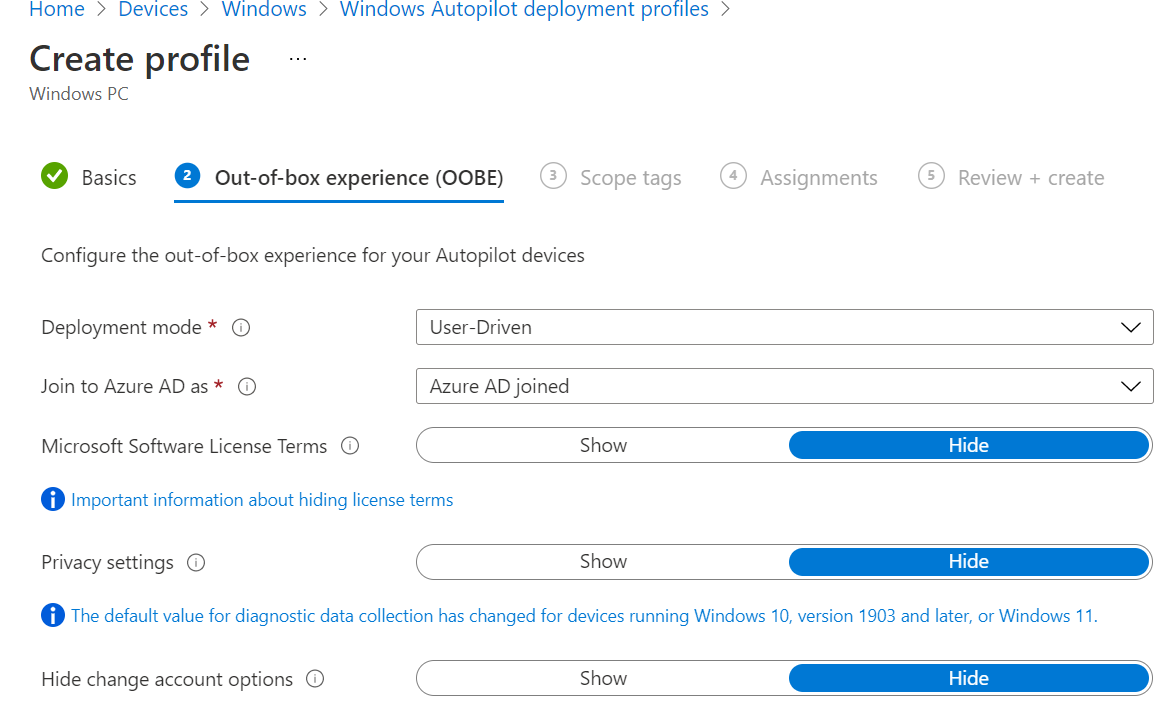 Home > Devices > Windows > Windows Autopilot deployment profiles >
Create profile ...
Windows PC
Basics 2 Out-of-box experience (OOBE) 3 Scope tags 4 Assignments 5 Review + create
Configure the out-of-box experience for your Autopilot devices
Deployment mode * User-Driven
Join to Azure AD as * Azure AD joined
Microsoft Software License Terms Show Hide
Important information about hiding license terms
Privacy settings Show Hide
The default value for diagnostic data collection has changed for devices running Windows 10, version 1903 and later, or Windows 11.
Hide change account options Show Hide